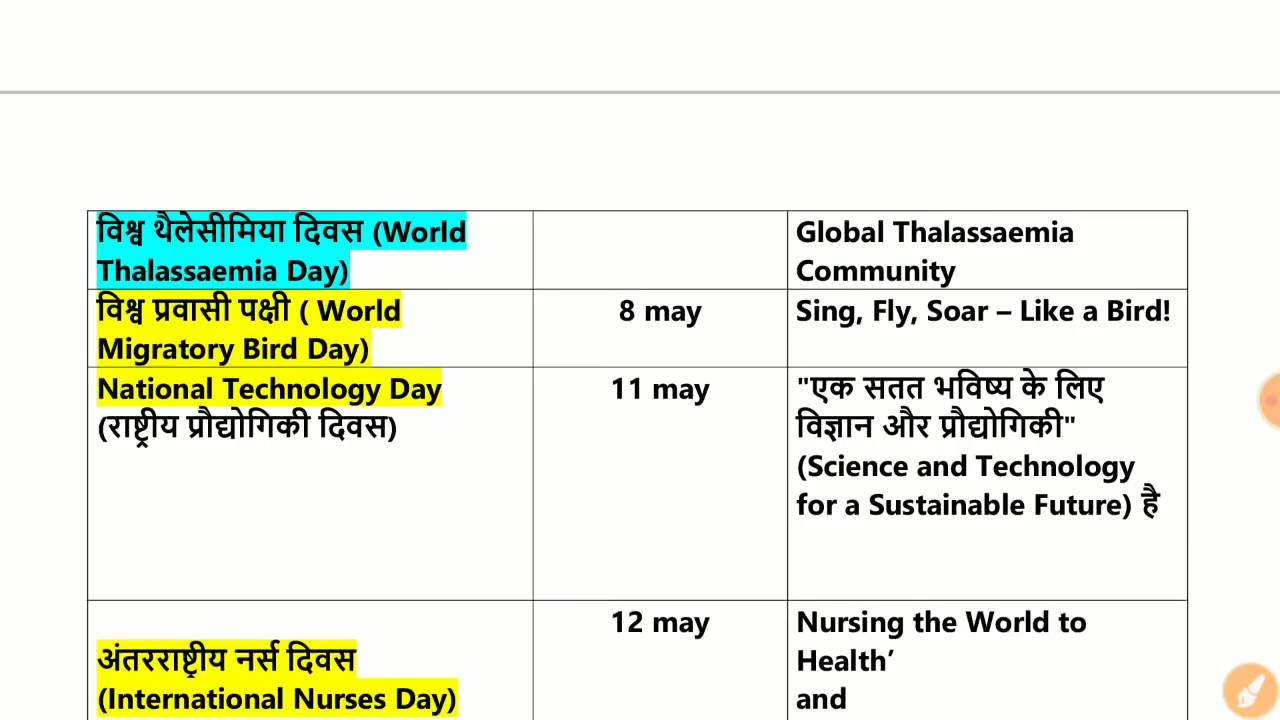 विश्व थैलेसीमिया दिवस (World
Thalassaemia Day)
Global Thalassaemia
Community
विश्व प्रवासी पक्षी ( World
Migratory Bird Day)
8 may
Sing, Fly, Soar – Like a Bird!
National Technology Day
(राष्ट्रीय प्रौद्योगिकी दिवस)
11 may
"एक सतत भविष्य के लिए
विज्ञान और प्रौद्योगिकी"
(Science and Technology
for a Sustainable Future) है
अंतरराष्ट्रीय नर्स दिवस
(International Nurses Day)
12 may
Nursing the World to
Health’
and